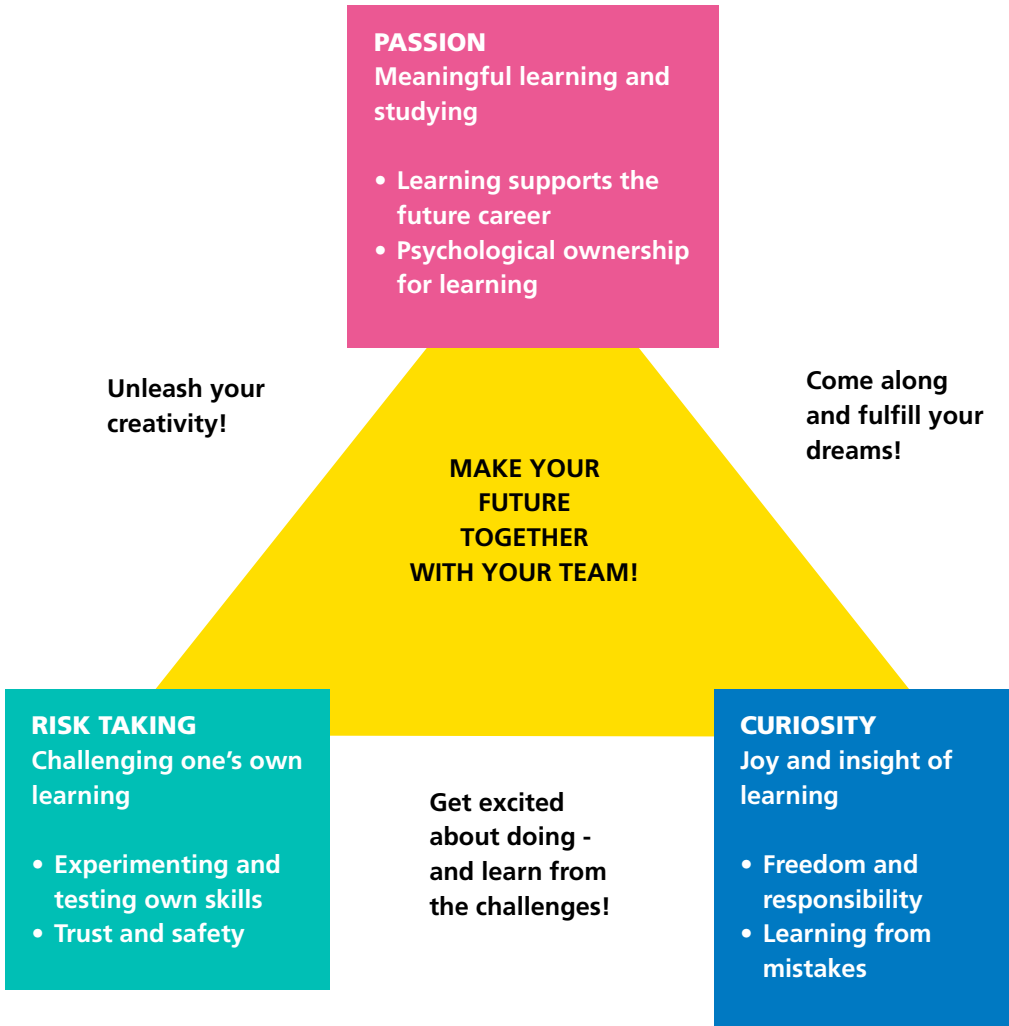 PASSION
Meaningful learning and
studying
• Learning supports the
future career
• Psychological ownership
for learning
Unleash your
creativity!
Come along
and fulfill your
dreams!
MAKE YOUR
FUTURE
TOGETHER
WITH YOUR TEAM!
RISK TAKING
Challenging one's own
learning
• Experimenting and
testing own skills
• Trust and safety
Get excited
about doing -
and learn from
the challenges!
CURIOSITY
Joy and insight of
learning
• Freedom and
responsibility
• Learning from
mistakes